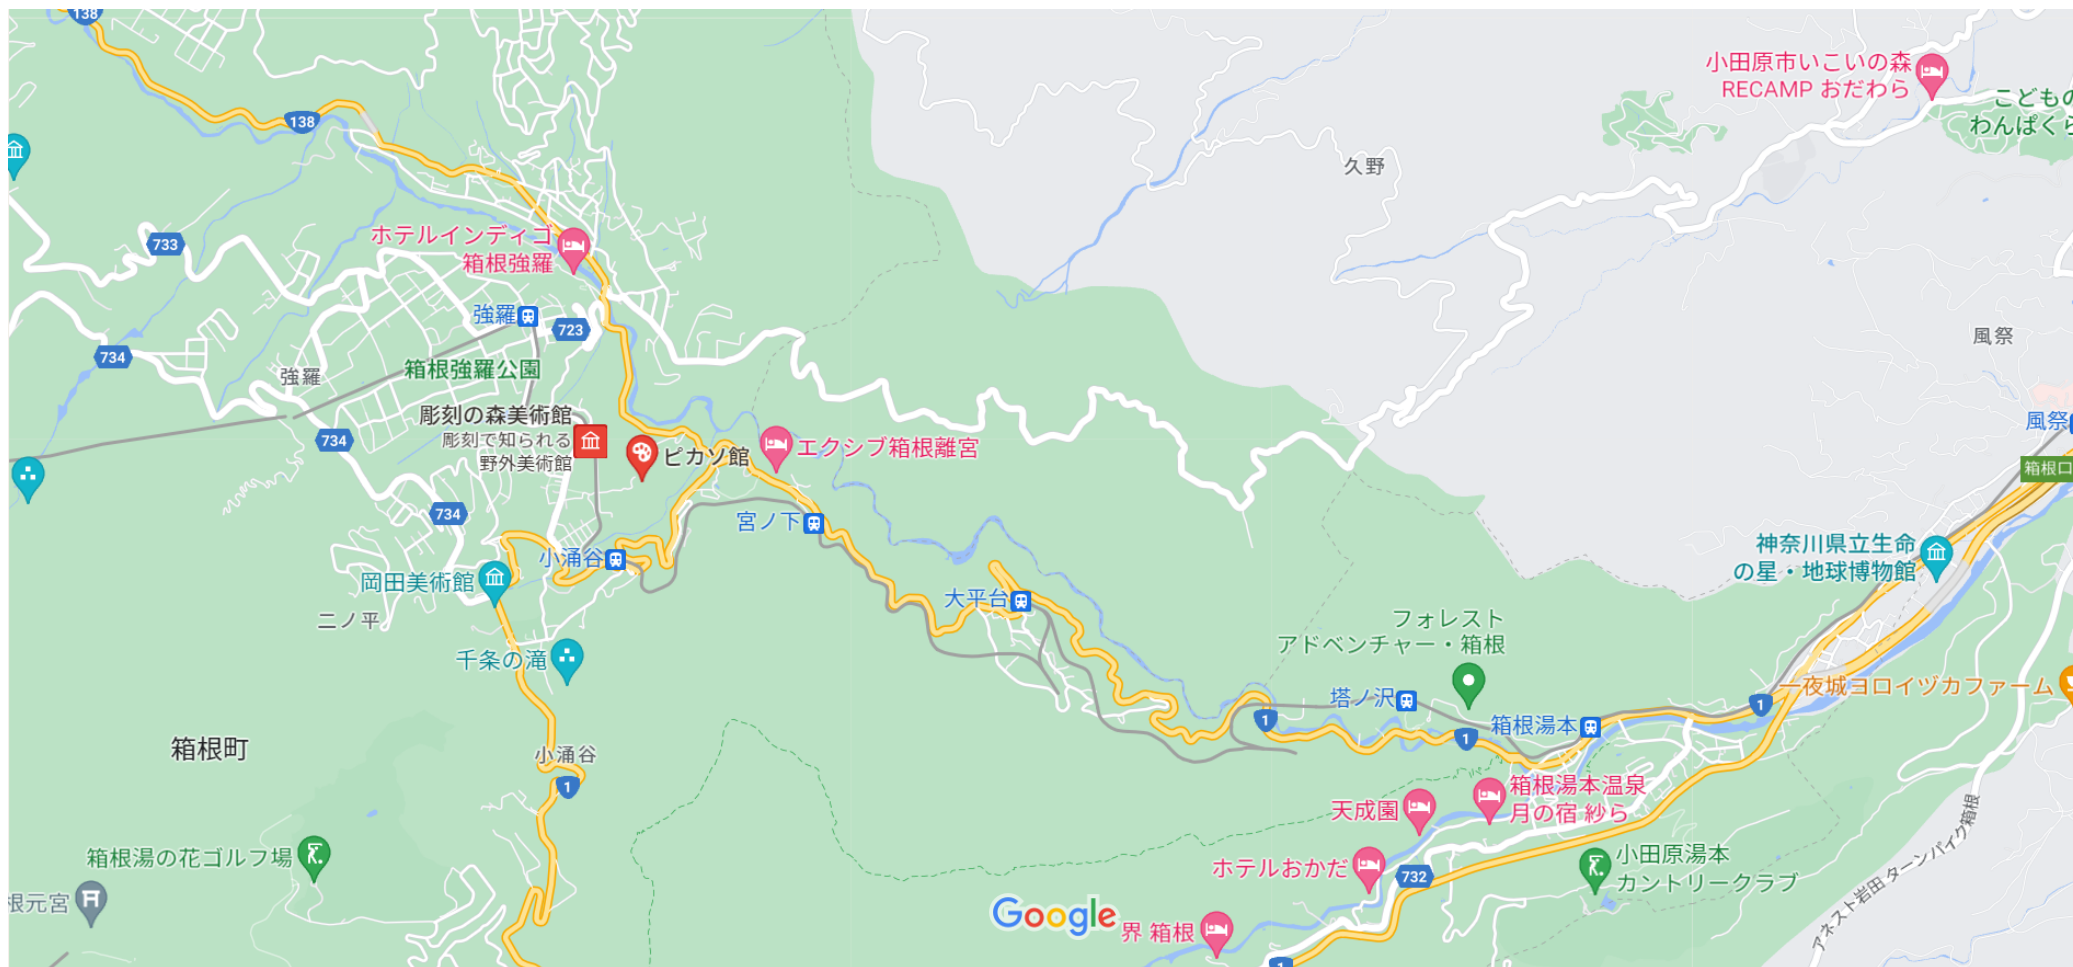 138
小田原市いこいの森
RECAMP おだわら
こどもの
わんぱくら
138
久野
733
ホテルインディゴ
箱根強羅
強羅
723
734
箱根強羅公園
強羅
風祭
彫刻の森美術館
彫刻で知られる
野外美術館
734
ピカソ館
エクシブ箱根離宮
風祭
箱根口
734
宮ノ下
小涌谷
岡田美術館
二ノ平
大平台
神奈川県立生命
の星・地球博物館
フォレスト
アドベンチャー・箱根
千条の滝
塔ノ沢
1
1
箱根湯本
1
一夜城ヨロイヅカファーム
箱根町
小涌谷
1
天成園
箱根湯本温泉
月の宿 紗ら
アネスト岩田 ターンパイク箱根
箱根湯の花ゴルフ場
ホテルおかだ
732
小田原湯本
カントリークラブ
根元宮
Google
界 箱根
1